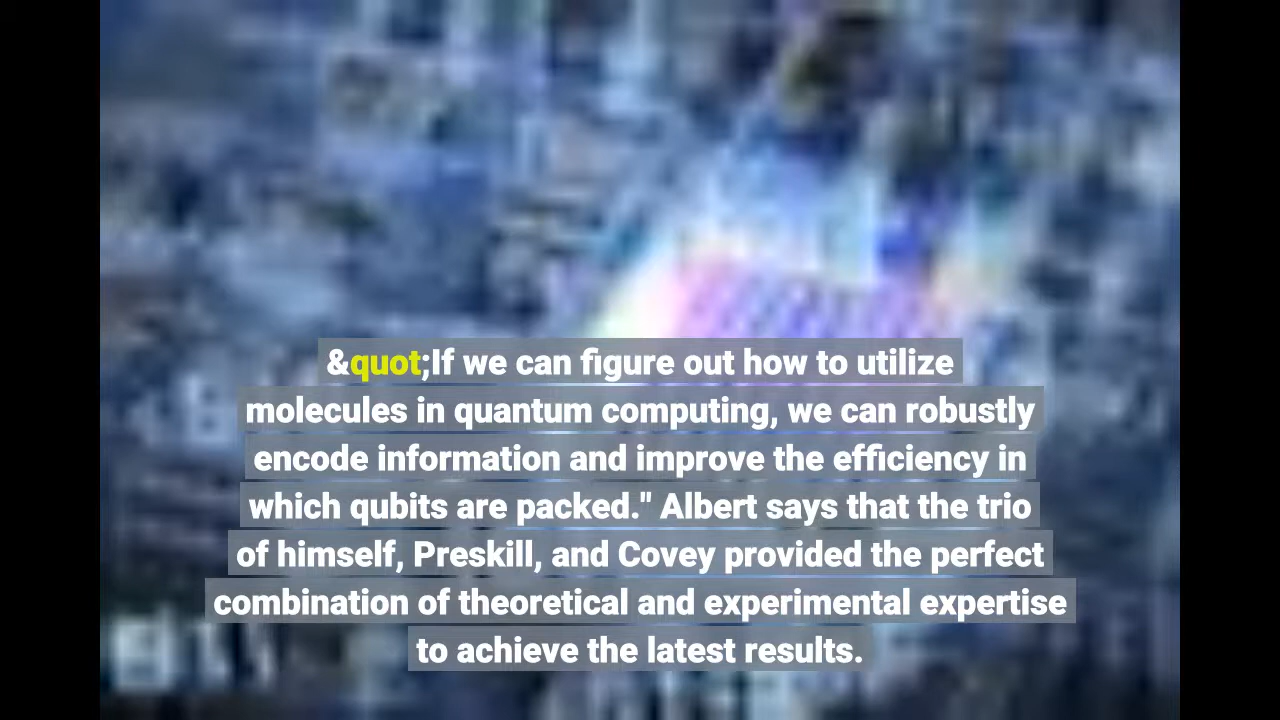 &quot;If we can figure out how to utilize
molecules in quantum computing, we can robustly
encode information and improve the efficiency in
which qubits are packed." Albert says that the trio
of himself, Preskill, and Covey provided the perfect
combination of theoretical and experimental expertise
to achieve the latest results.